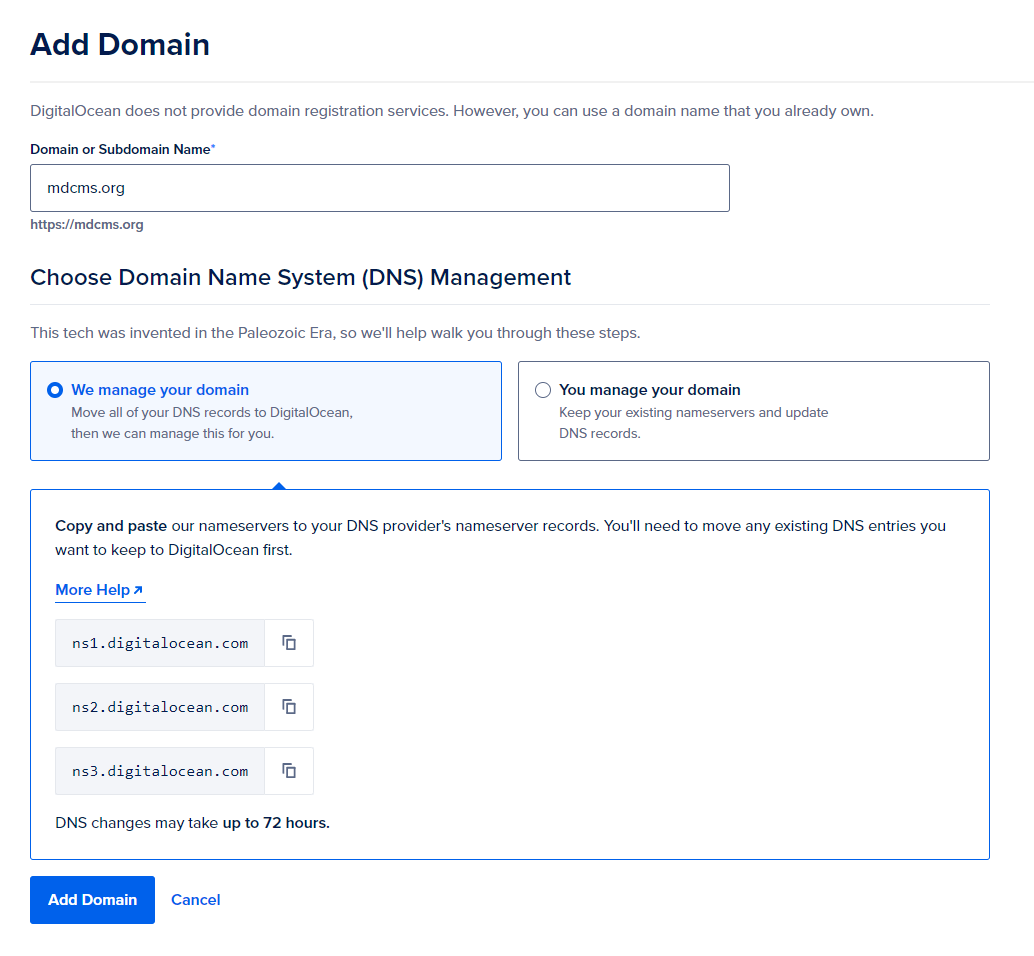 Add Domain
DigitalOcean does not provide domain registration services. However, you can use a domain name that you already own.
Domain or Subdomain Name*
mdcms.org
https://mdcms.org
Choose Domain Name System (DNS) Management
This tech was invented in the Paleozoic Era, so we'll help walk you through these steps.
We manage your domain
Move all of your DNS records to DigitalOcean,
then we can manage this for you.
You manage your domain
Keep your existing nameservers and update
DNS records.
Copy and paste our nameservers to your DNS provider's nameserver records. You'll need to move any existing DNS entries you
want to keep to DigitalOcean first.
More Help
ns1.digitalocean.com
ns2.digitalocean.com
ns3.digitalocean.com
DNS changes may take up to 72 hours.
Add Domain Cancel